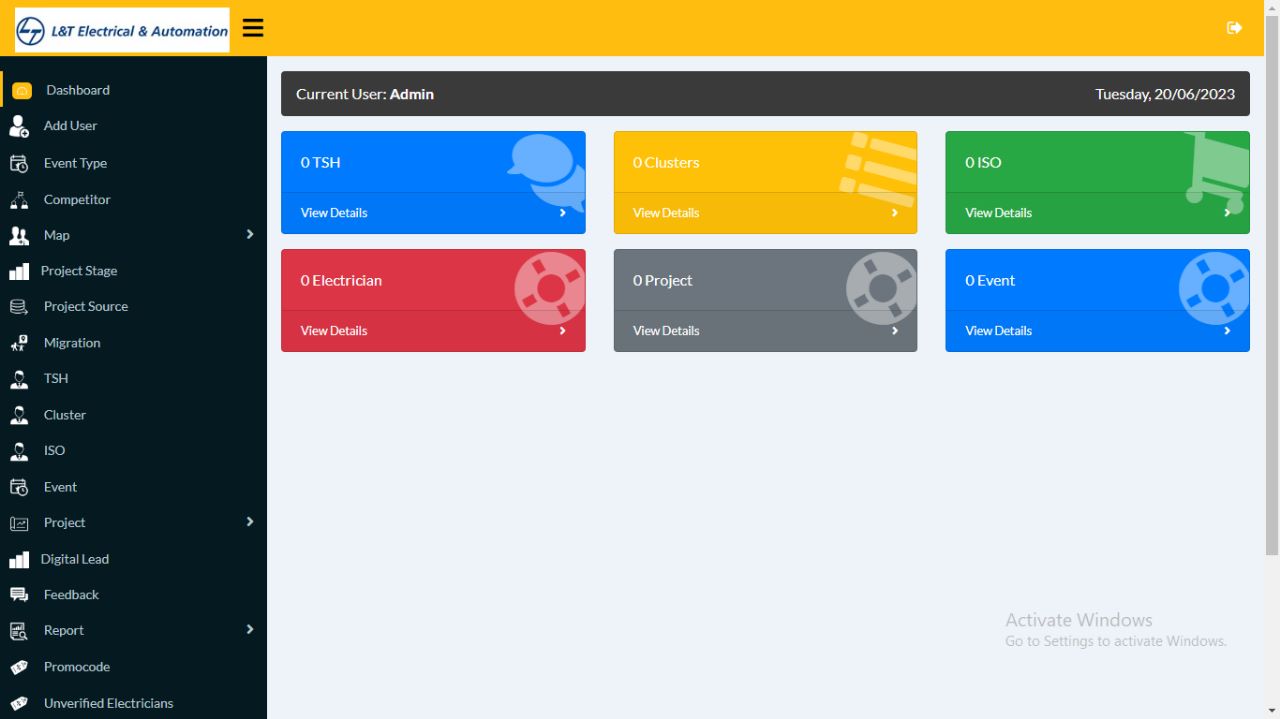 L&T Electrical & Automation
Dashboard
Add User
Event Type
Competitor
Map
Project Stage
Project Source
Migration
TSH
Cluster
ISO
Event
Project
Digital Lead
Feedback
Report
Promocode
Unverified Electricians
Current User: Admin
Tuesday, 20/06/2023
0 TSH
View Details
0 Clusters
View Details
0 ISO
View Details
0 Electrician
View Details
0 Project
View Details
0 Event
View Details
Activate Windows
Go to Settings to activate Windows.